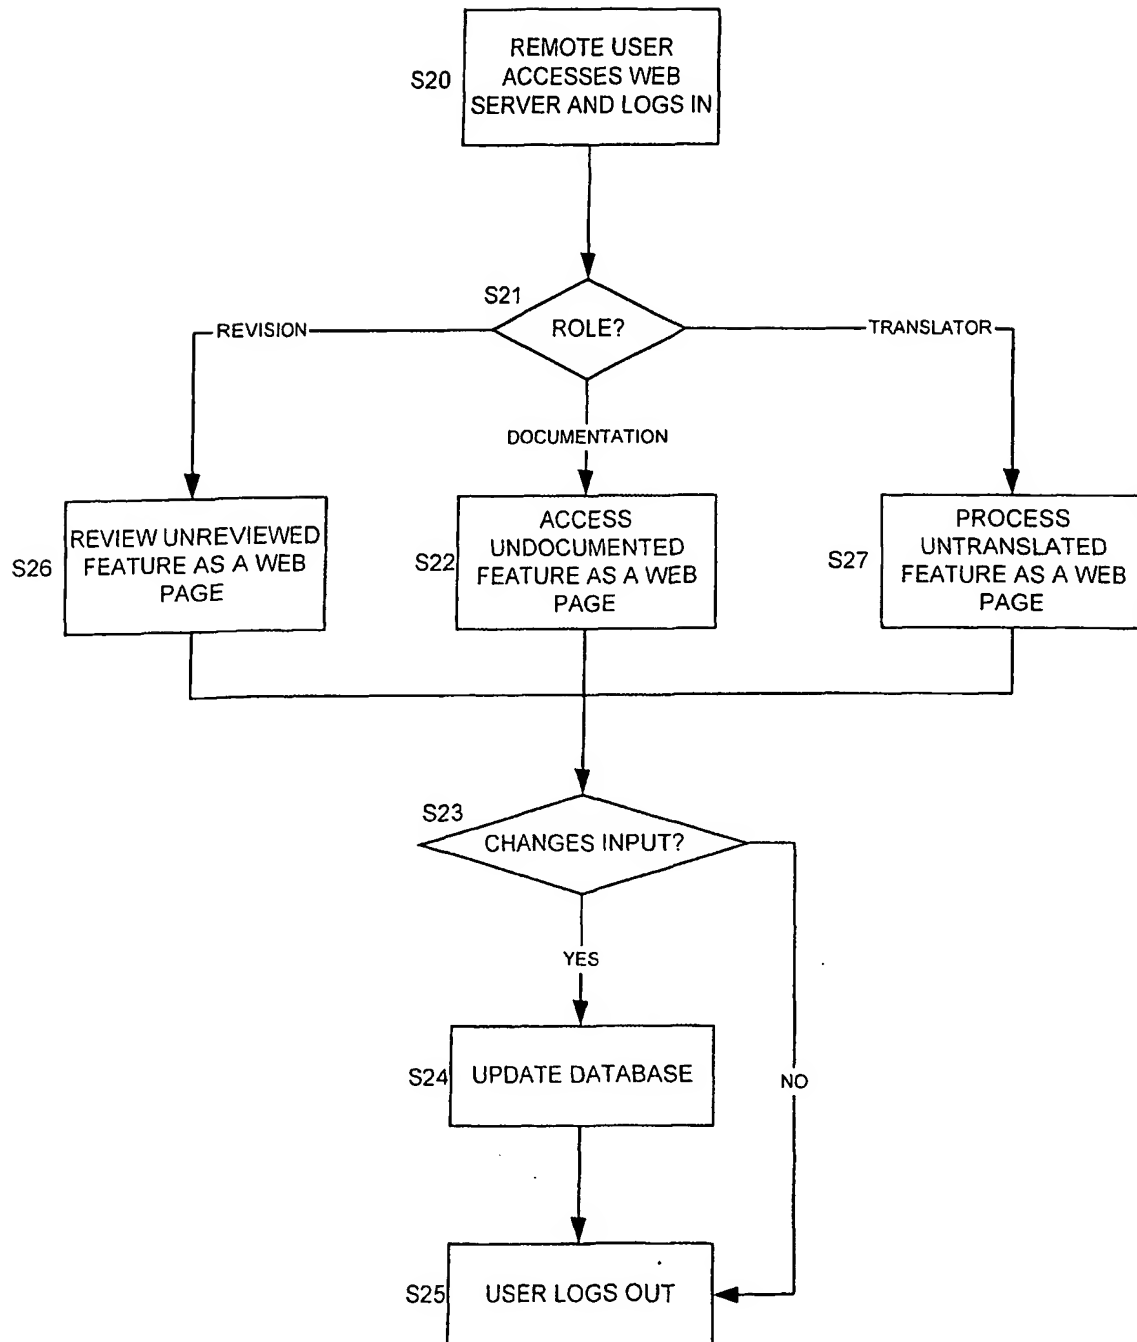 S20
REMOTE USER
ACCESSES WEB
SERVER AND LOGS IN
S21
ROLE?
REVISION
TRANSLATOR
DOCUMENTATION
S26
REVIEW UNREVIEWED
FEATURE AS A WEB
PAGE
S22
ACCESS
UNDOCUMENTED
FEATURE AS A WEB
PAGE
S27
PROCESS
UNTRANSLATED
FEATURE AS A WEB
PAGE
S23
CHANGES INPUT?
YES
NO
S24
UPDATE DATABASE
S25
USER LOGS OUT